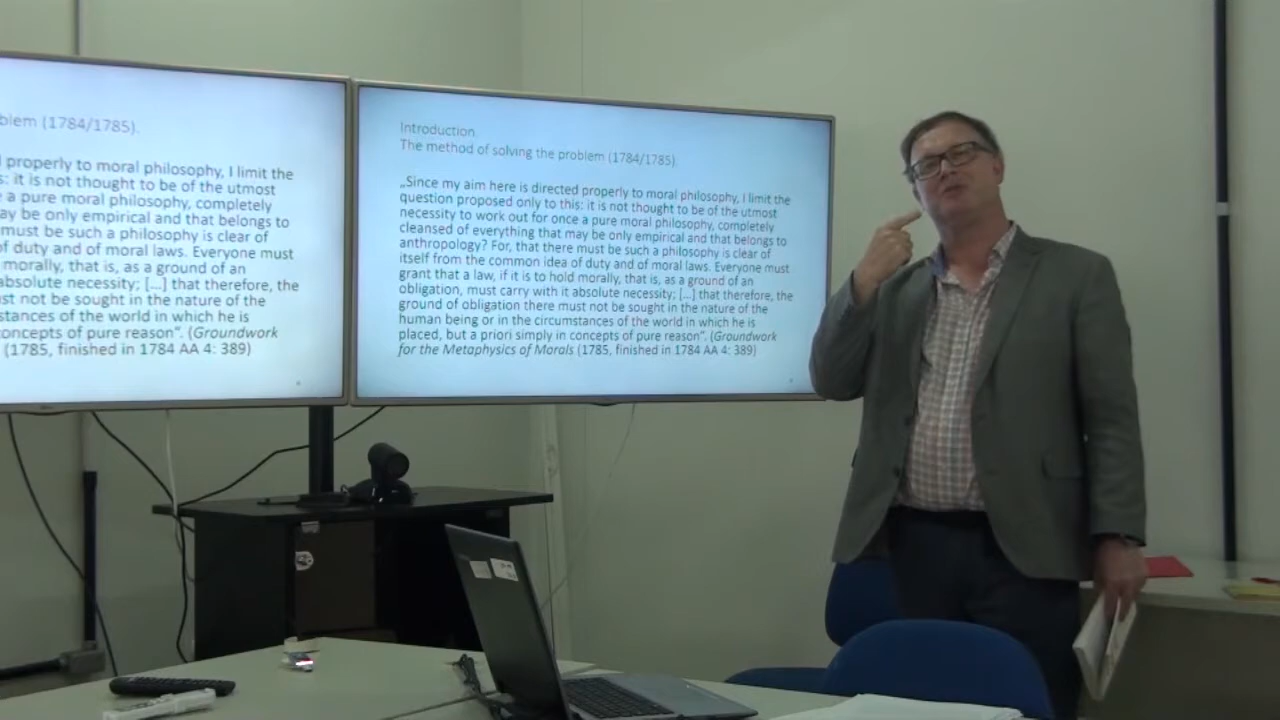 blem (1784/1785).
properly to moral philosophy, I limit the
s: it is not thought to be of the utmost
a pure moral philosophy, completely
ay be only empirical and that belongs to
must be such a philosophy is clear of
of duty and of moral laws. Everyone must
morally, that is, as a ground of an
absolute necessity; [...] that therefore, the
st not be sought in the nature of the
stances of the world in which he is
concepts of pure reason“. (Groundwork
(1785, finished in 1784 AA 4: 389)
Introduction.
The method of solving the problem (1784/1785).
„Since my aim here is directed properly to moral philosophy, I limit the
question proposed only to this: it is not thought to be of the utmost
necessity to work out for once a pure moral philosophy, completely
cleansed of everything that may be only empirical and that belongs to
anthropology? For, that there must be such a philosophy is clear of
itself from the common idea of duty and of moral laws. Everyone must
grant that a law, if it is to hold morally, that is, as a ground of an
obligation, must carry with it absolute necessity; [...] that therefore, the
ground of obligation there must not be sought in the nature of the
human being or in the circumstances of the world in which he is
placed, but a priori simply in concepts of pure reason“. (Groundwork
for the Metaphysics of Morals (1785, finished in 1784 AA 4: 389)